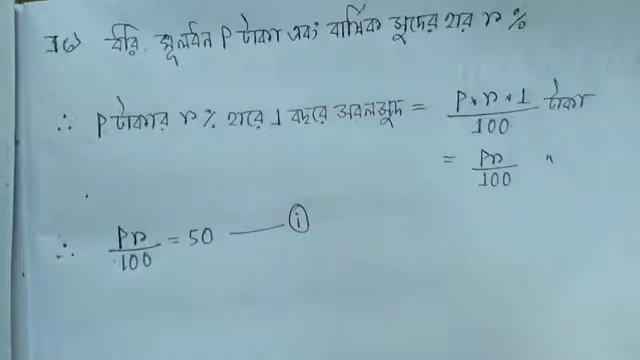 ১৬) ধরি, মূলধন P টাকা এবং বার্ষিক সুদের হার r %
∴ P টাকার r % হারে 1 বছরে সরলসুদ = P × r × 1 / 100 টাকা
= Pr / 100 "
∴ Pr / 100 = 50 —— (i)